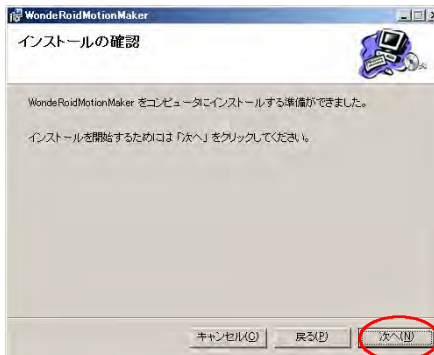 WondeRoidMotionMaker
インストールの確認
WondeRoidMotionMaker をコンピュータにインストールする準備ができました。
インストールを開始するためには「次へ」をクリックしてください。
キャンセル(C) 戻る(P) 次へ(N)